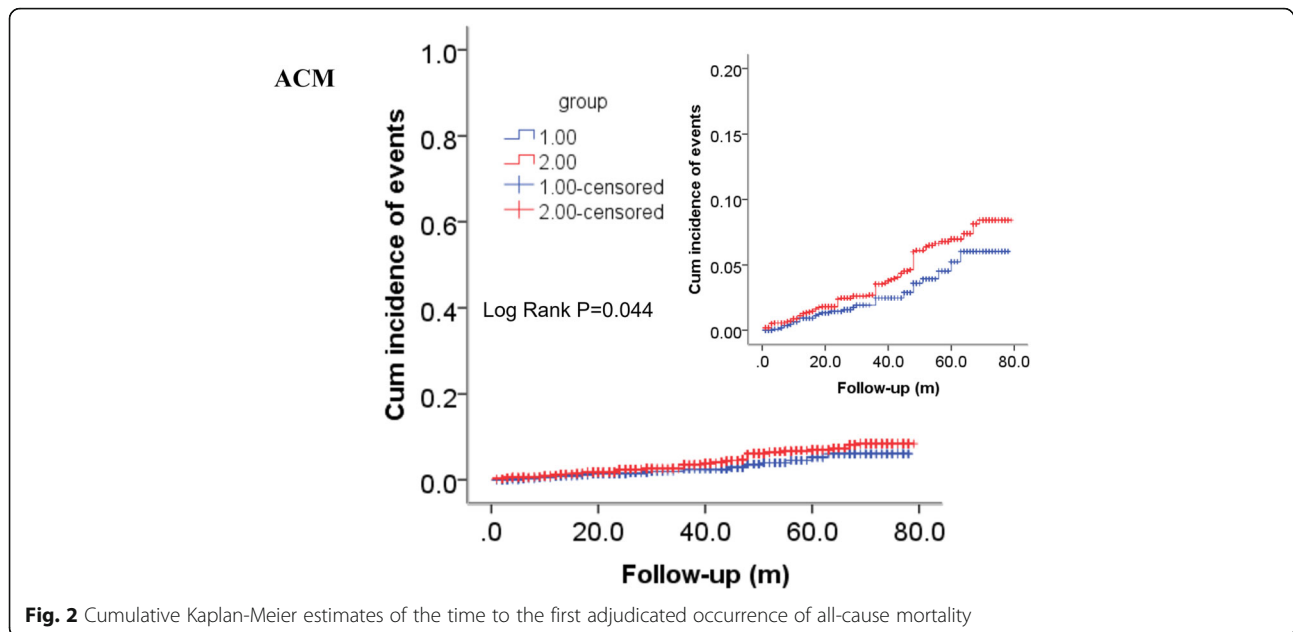 ACM
Cum incidence of events
1.0
0.8
0.6
0.4
0.2
0.0
group
1.00
2.00
1.00-censored
2.00-censored
Log Rank P=0.044
.0 20.0 40.0 60.0 80.0
Follow-up (m)
Cum incidence of events
0.20
0.15
0.10
0.05
0.00
.0 20.0 40.0 60.0 80.0
Follow-up (m)
Fig. 2 Cumulative Kaplan-Meier estimates of the time to the first adjudicated occurrence of all-cause mortality